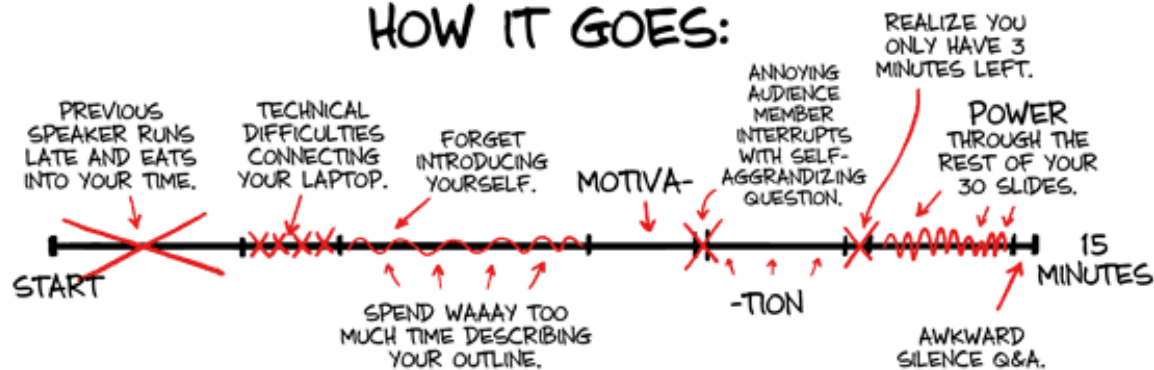 HOW IT GOES:
PREVIOUS
SPEAKER RUNS
LATE AND EATS
INTO YOUR TIME.
TECHNICAL
DIFFICULTIES
CONNECTING
YOUR LAPTOP.
FORGET
INTRODUCING
YOURSELF.
SPEND WAAAY TOO
MUCH TIME DESCRIBING
YOUR OUTLINE.
MOTIVA-
ANNOYING
AUDIENCE
MEMBER
INTERRUPTS
WITH SELF-
AGGRANDIZING
QUESTION.
-TION
REALIZE YOU
ONLY HAVE 3
MINUTES LEFT.
POWER
THROUGH THE
REST OF YOUR
30 SLIDES.
AWKWARD
SILENCE Q&A.
START
15
MINUTES